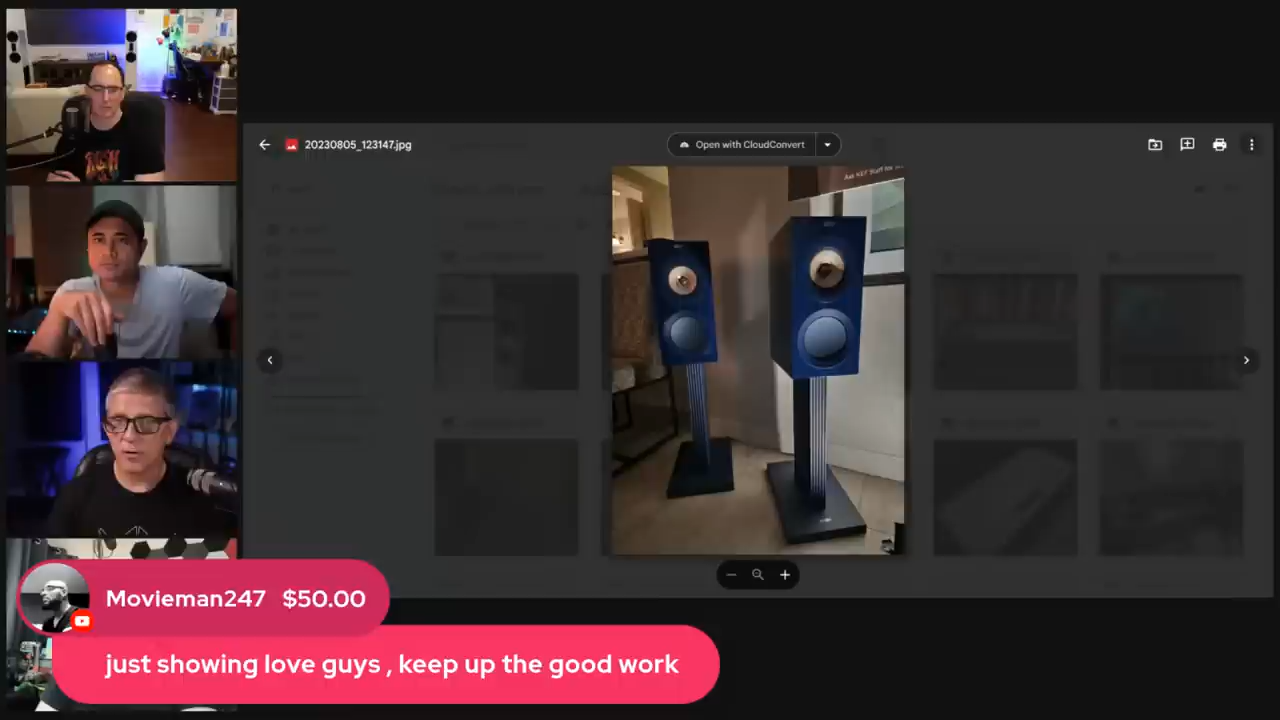 20230805_123147.jpg
Open with CloudConvert
Movieman247 $50.00
just showing love guys , keep up the good work